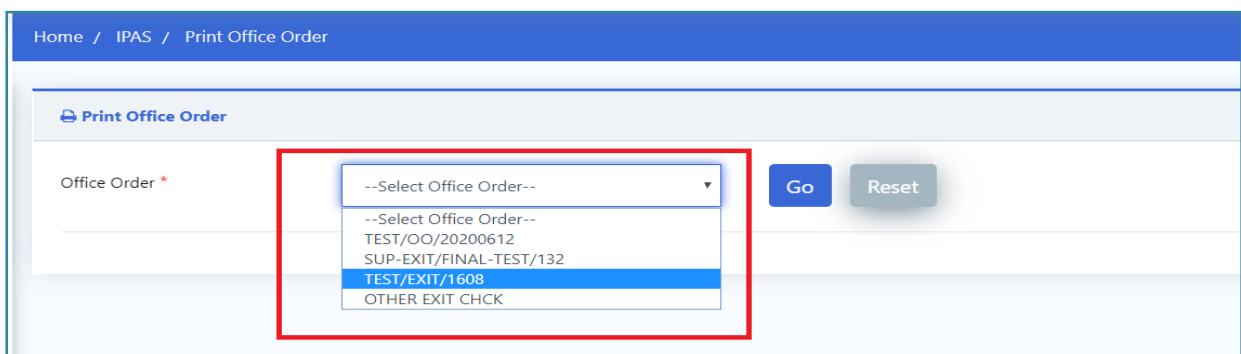 Home / IPAS / Print Office Order
Print Office Order
Office Order * --Select Office Order-- Go Reset
--Select Office Order--
TEST/OO/20200612
SUP-EXIT/FINAL-TEST/132
TEST/EXIT/1608
OTHER EXIT CHCK